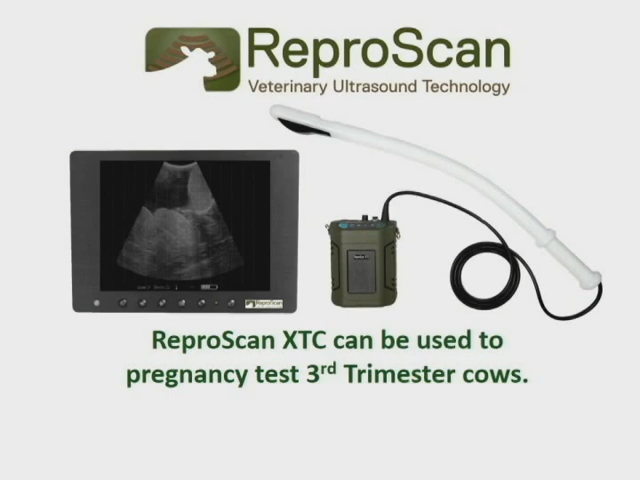 ReproScan
Veterinary Ultrasound Technology
ReproScan
ReproScan XTC can be used to
pregnancy test 3rd Trimester cows.